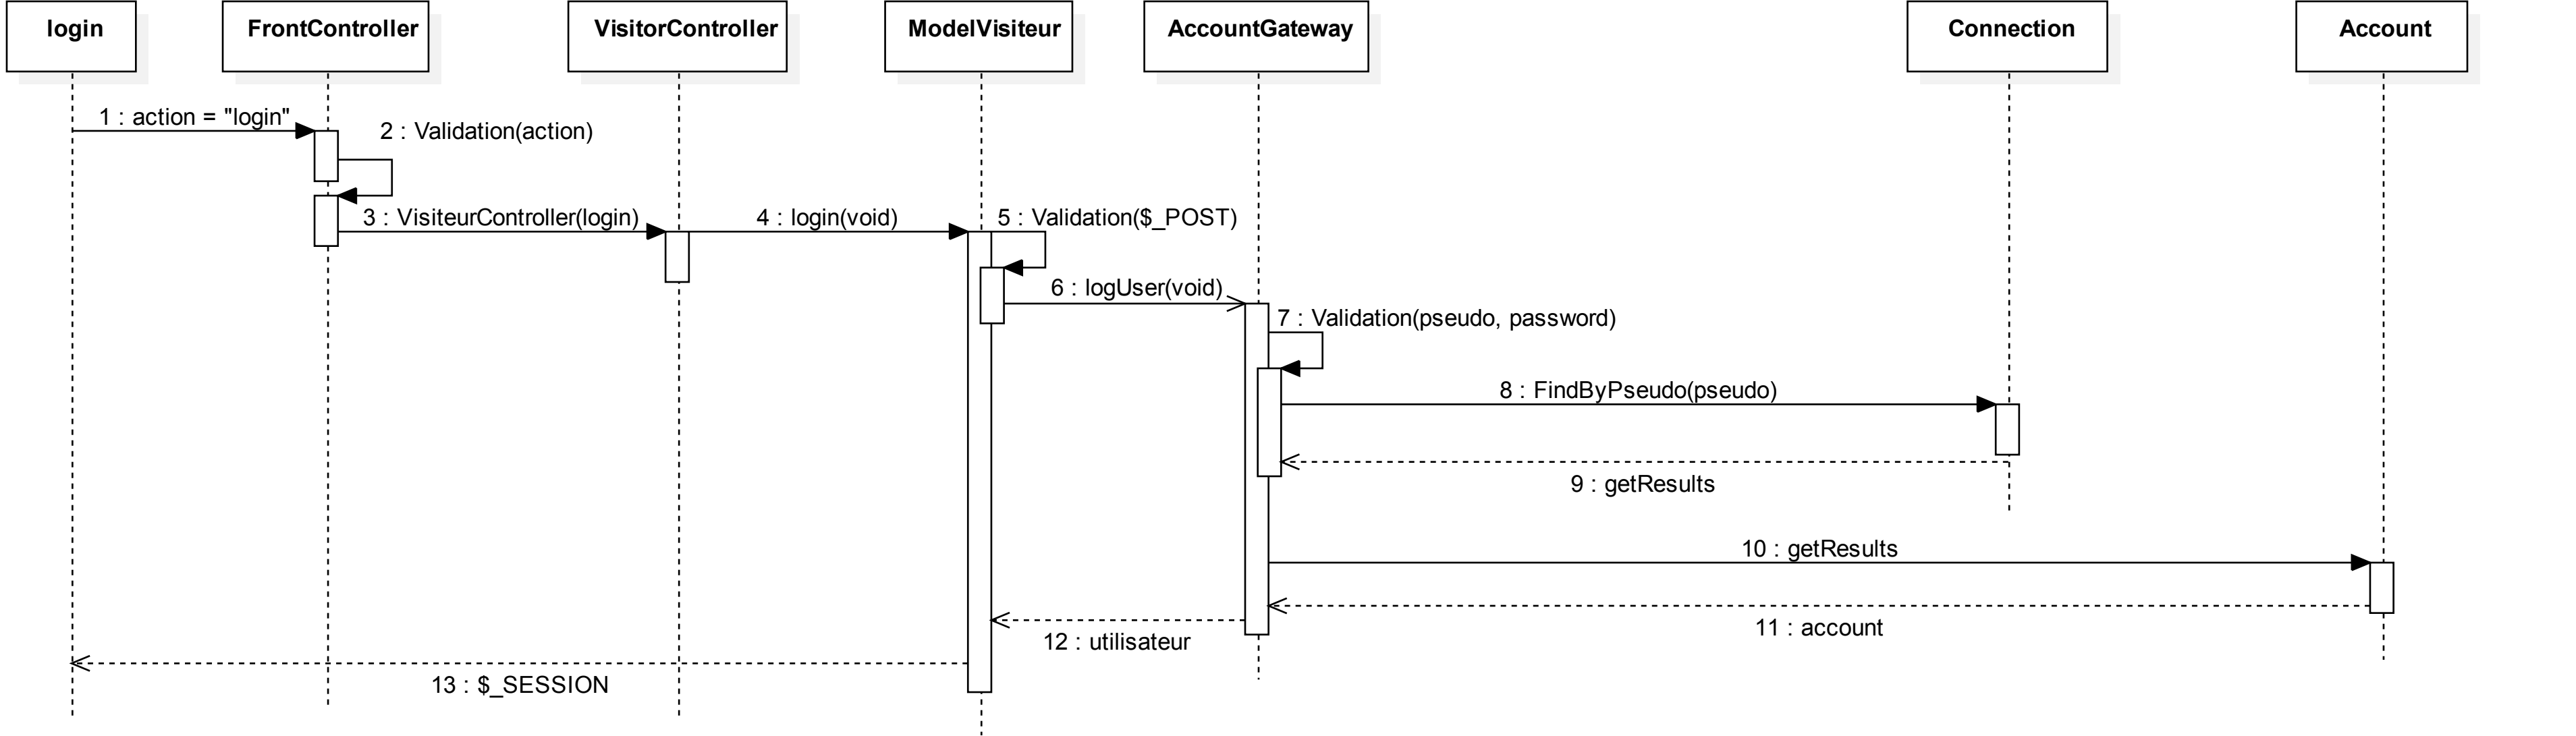 login
FrontController
VisitorController
ModelVisiteur
AccountGateway
Connection
Account
1 : action = "login"
2 : Validation(action)
3 : VisiteurController(login)
4 : login(void)
5 : Validation($_POST)
6 : logUser(void)
7 : Validation(pseudo, password)
8 : FindByPseudo(pseudo)
9 : getResults
10 : getResults
11 : account
12 : utilisateur
13 : $_SESSION